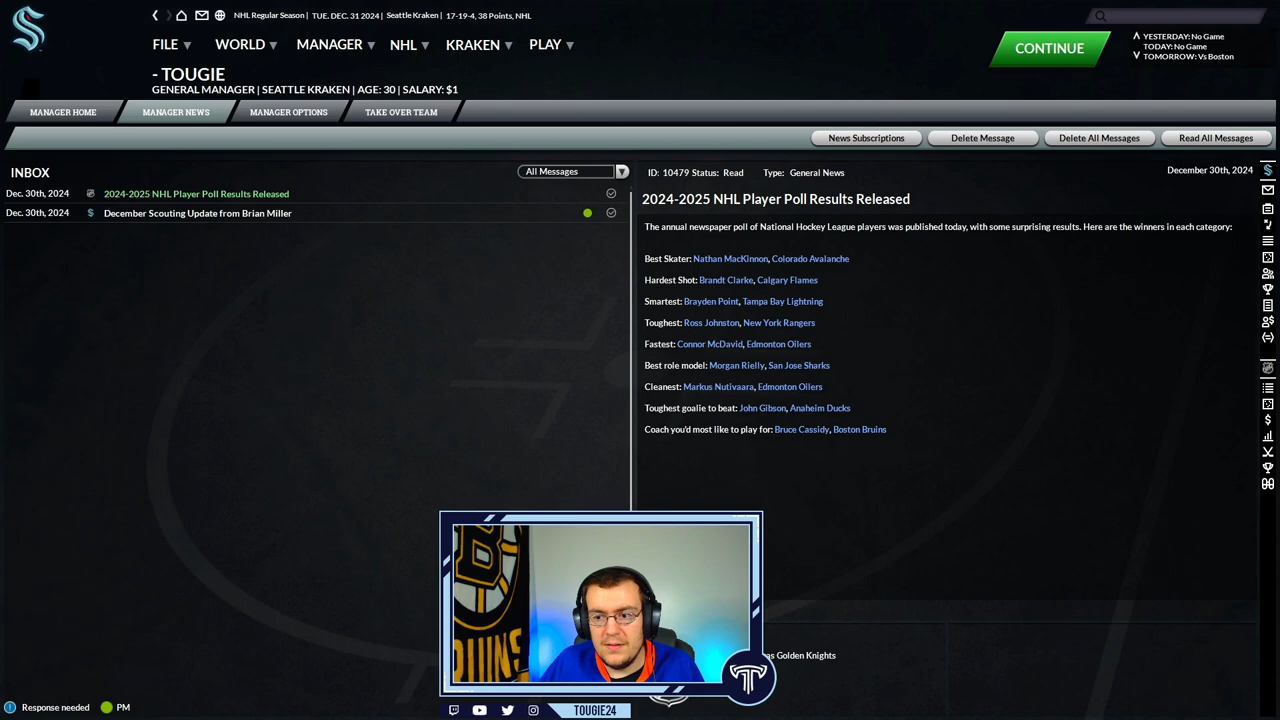 NHL Regular Season | TUE. DEC. 31 2024 | Seattle Kraken | 17-19-4, 38 Points, NHL
FILE WORLD MANAGER NHL KRAKEN PLAY
CONTINUE
YESTERDAY: No Game
TODAY: No Game
TOMORROW: Vs Boston
- TOUGIE
GENERAL MANAGER | SEATTLE KRAKEN | AGE: 30 | SALARY: $1
MANAGER HOME MANAGER NEWS MANAGER OPTIONS TAKE OVER TEAM
News Subscriptions Delete Message Delete All Messages Read All Messages
INBOX
All Messages
Dec. 30th, 2024 2024-2025 NHL Player Poll Results Released
Dec. 30th, 2024 December Scouting Update from Brian Miller
ID: 10479 Status: Read Type: General News December 30th, 2024
2024-2025 NHL Player Poll Results Released
The annual newspaper poll of National Hockey League players was published today, with some surprising results. Here are the winners in each category:
Best Skater: Nathan MacKinnon, Colorado Avalanche
Hardest Shot: Brandt Clarke, Calgary Flames
Smartest: Brayden Point, Tampa Bay Lightning
Toughest: Ross Johnston, New York Rangers
Fastest: Connor McDavid, Edmonton Oilers
Best role model: Morgan Rielly, San Jose Sharks
Cleanest: Markus Nutivaara, Edmonton Oilers
Toughest goalie to beat: John Gibson, Anaheim Ducks
Coach you'd most like to play for: Bruce Cassidy, Boston Bruins
Golden Knights
Response needed PM
TOUGIE24